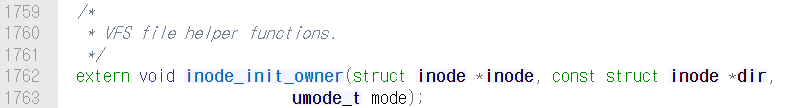 1759 /*
1760  * VFS file helper functions.
1761  */
1762 extern void inode_init_owner(struct inode *inode, const struct inode *dir,
1763                         umode_t mode);